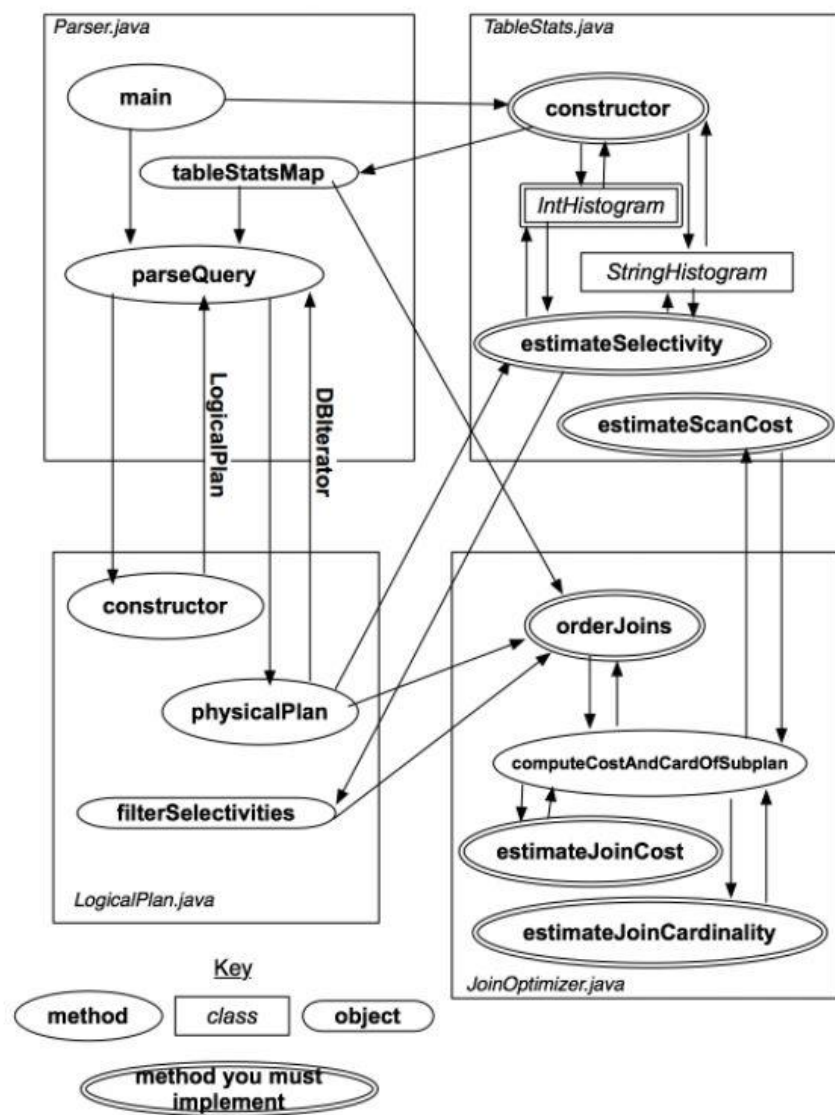 Parser.java
main
tableStatsMap
parseQuery
LogicalPlan
DBIterator
TableStats.java
constructor
IntHistogram
StringHistogram
estimateSelectivity
estimateScanCost
constructor
physicalPlan
filterSelectivities
LogicalPlan.java
orderJoins
computeCostAndCardOfSubplan
estimateJoinCost
estimateJoinCardinality
JoinOptimizer.java
Key
method
class
object
method you must
implement